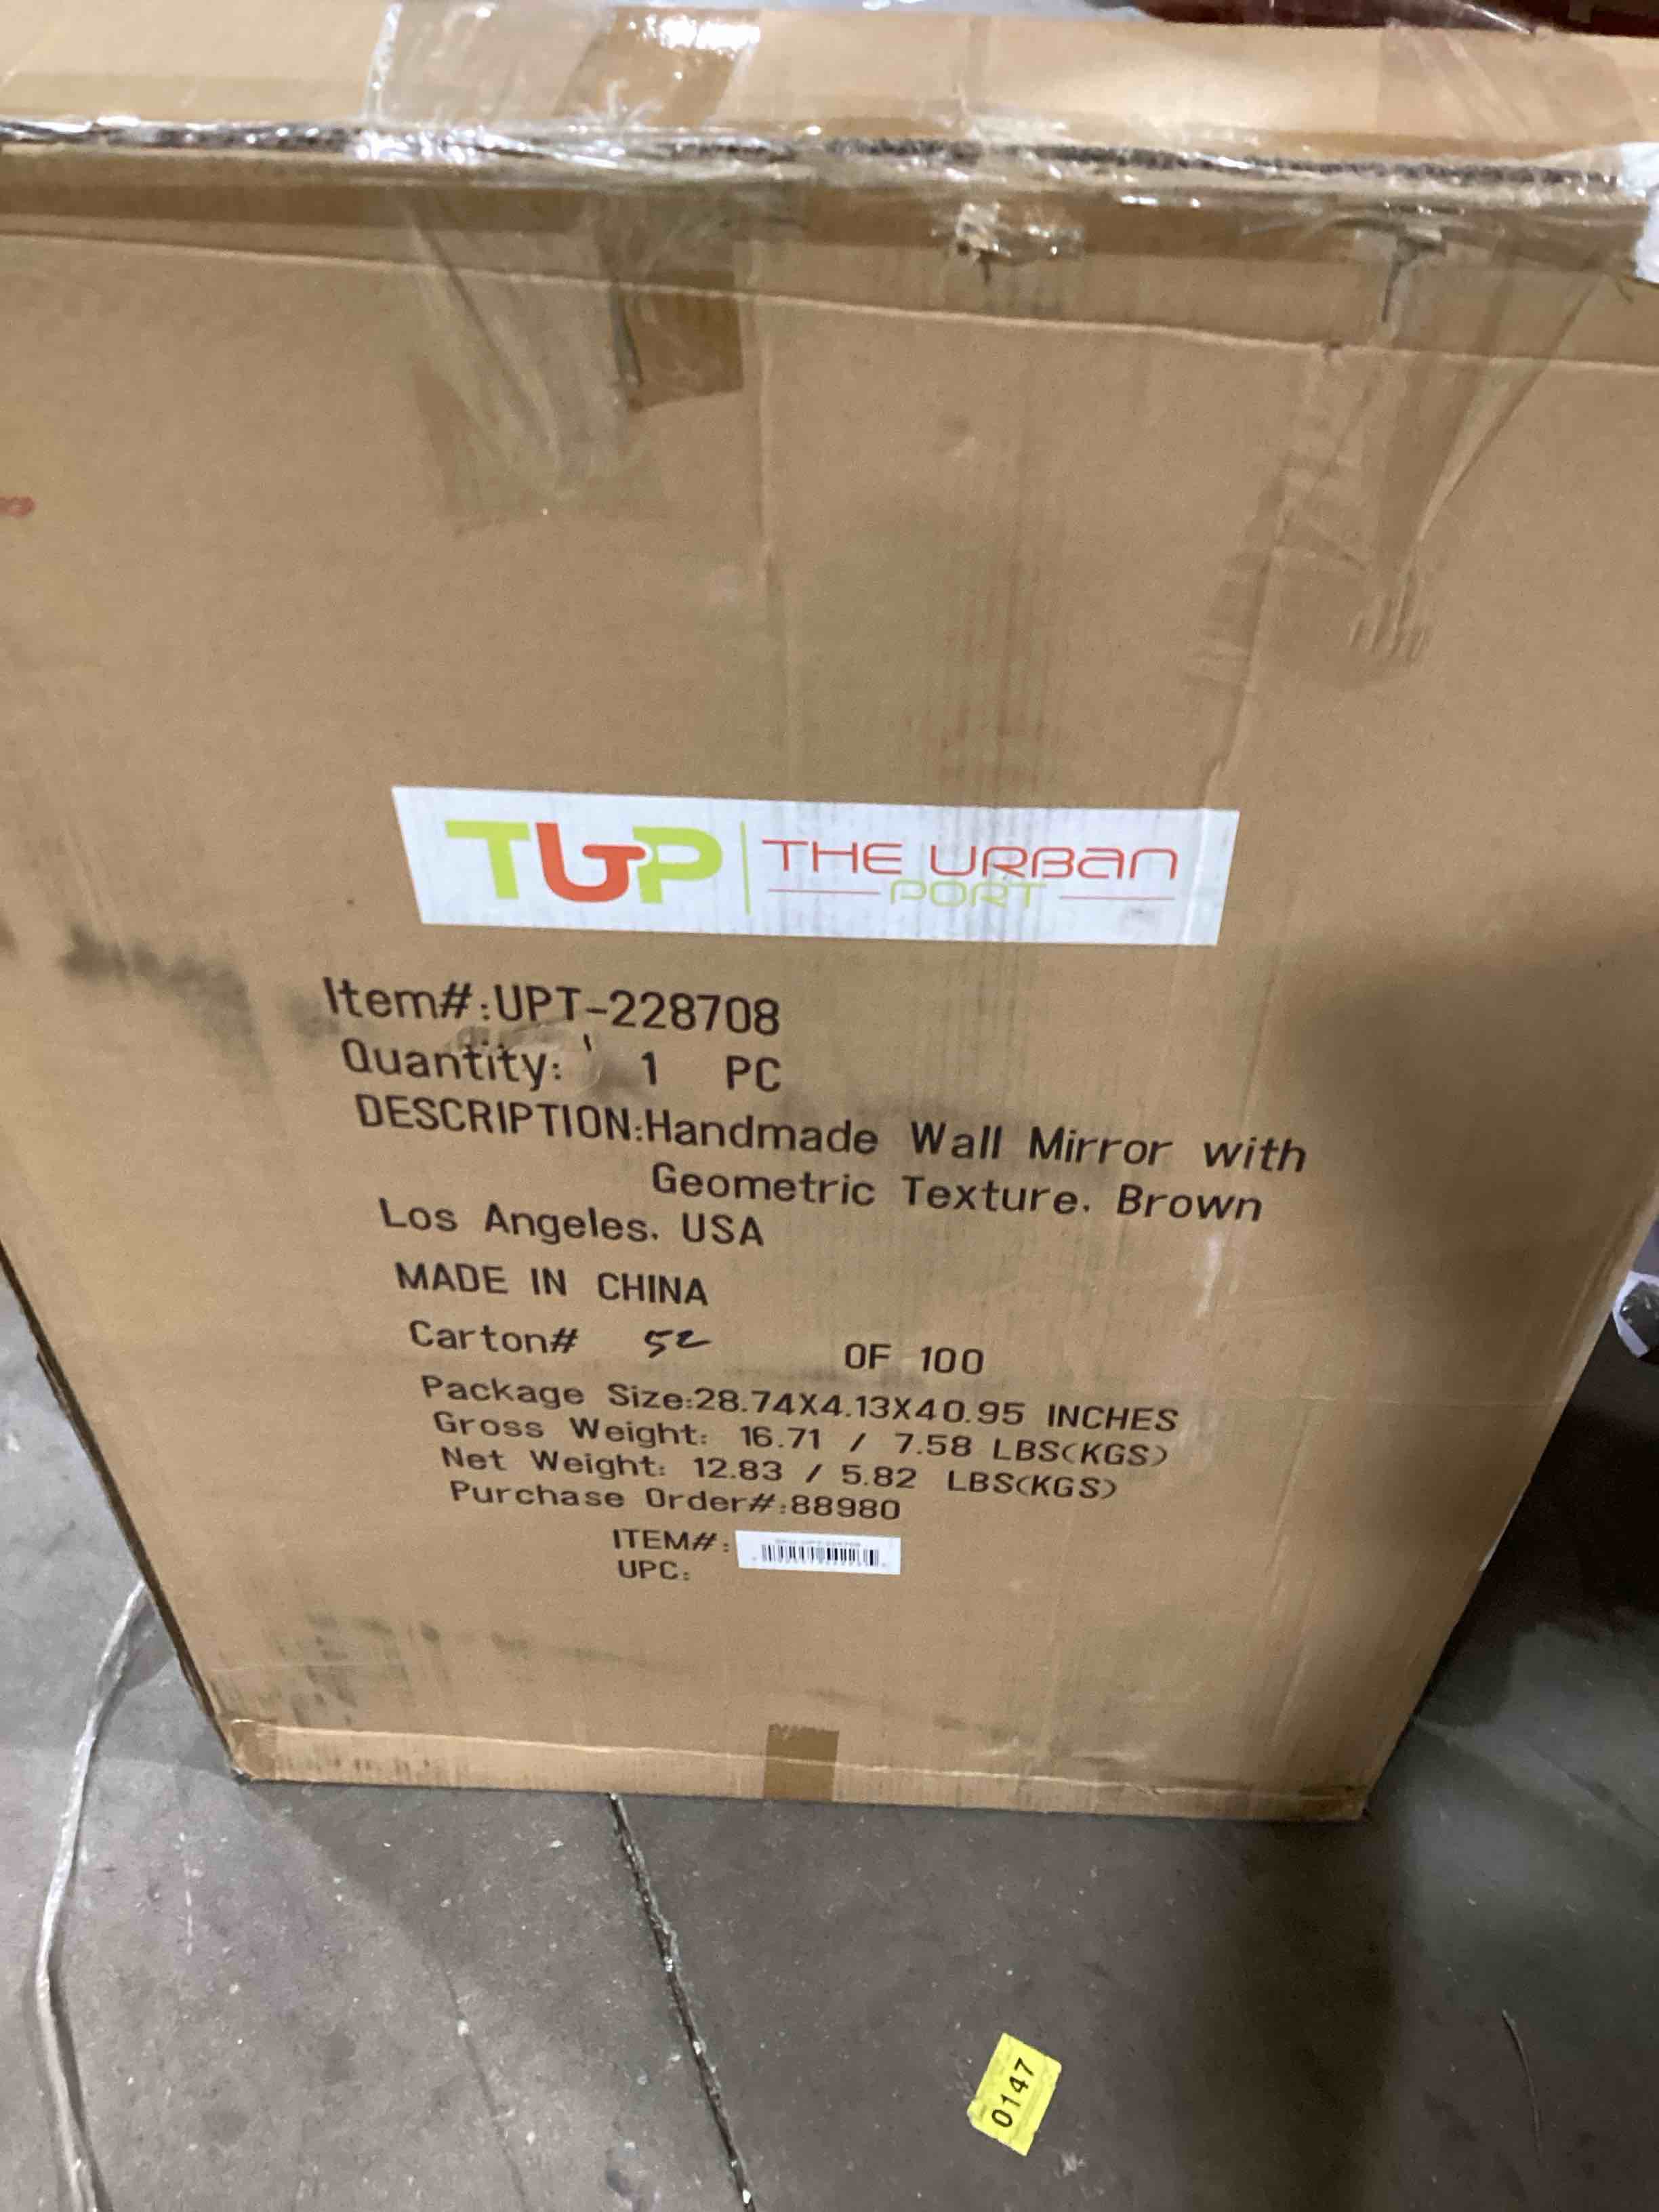 TUP THE URBAN
PORT
Item#:UPT-228708
Quantity: 1 PC
DESCRIPTION:Handmade Wall Mirror with
Geometric Texture, Brown
Los Angeles, USA
MADE IN CHINA
Carton# 52 OF 100
Package Size:28.74X4.13X40.95 INCHES
Gross Weight: 16.71 / 7.58 LBS(KGS)
Net Weight: 12.83 / 5.82 LBS(KGS)
Purchase Order#:88980
ITEM#:
UPC:
0147